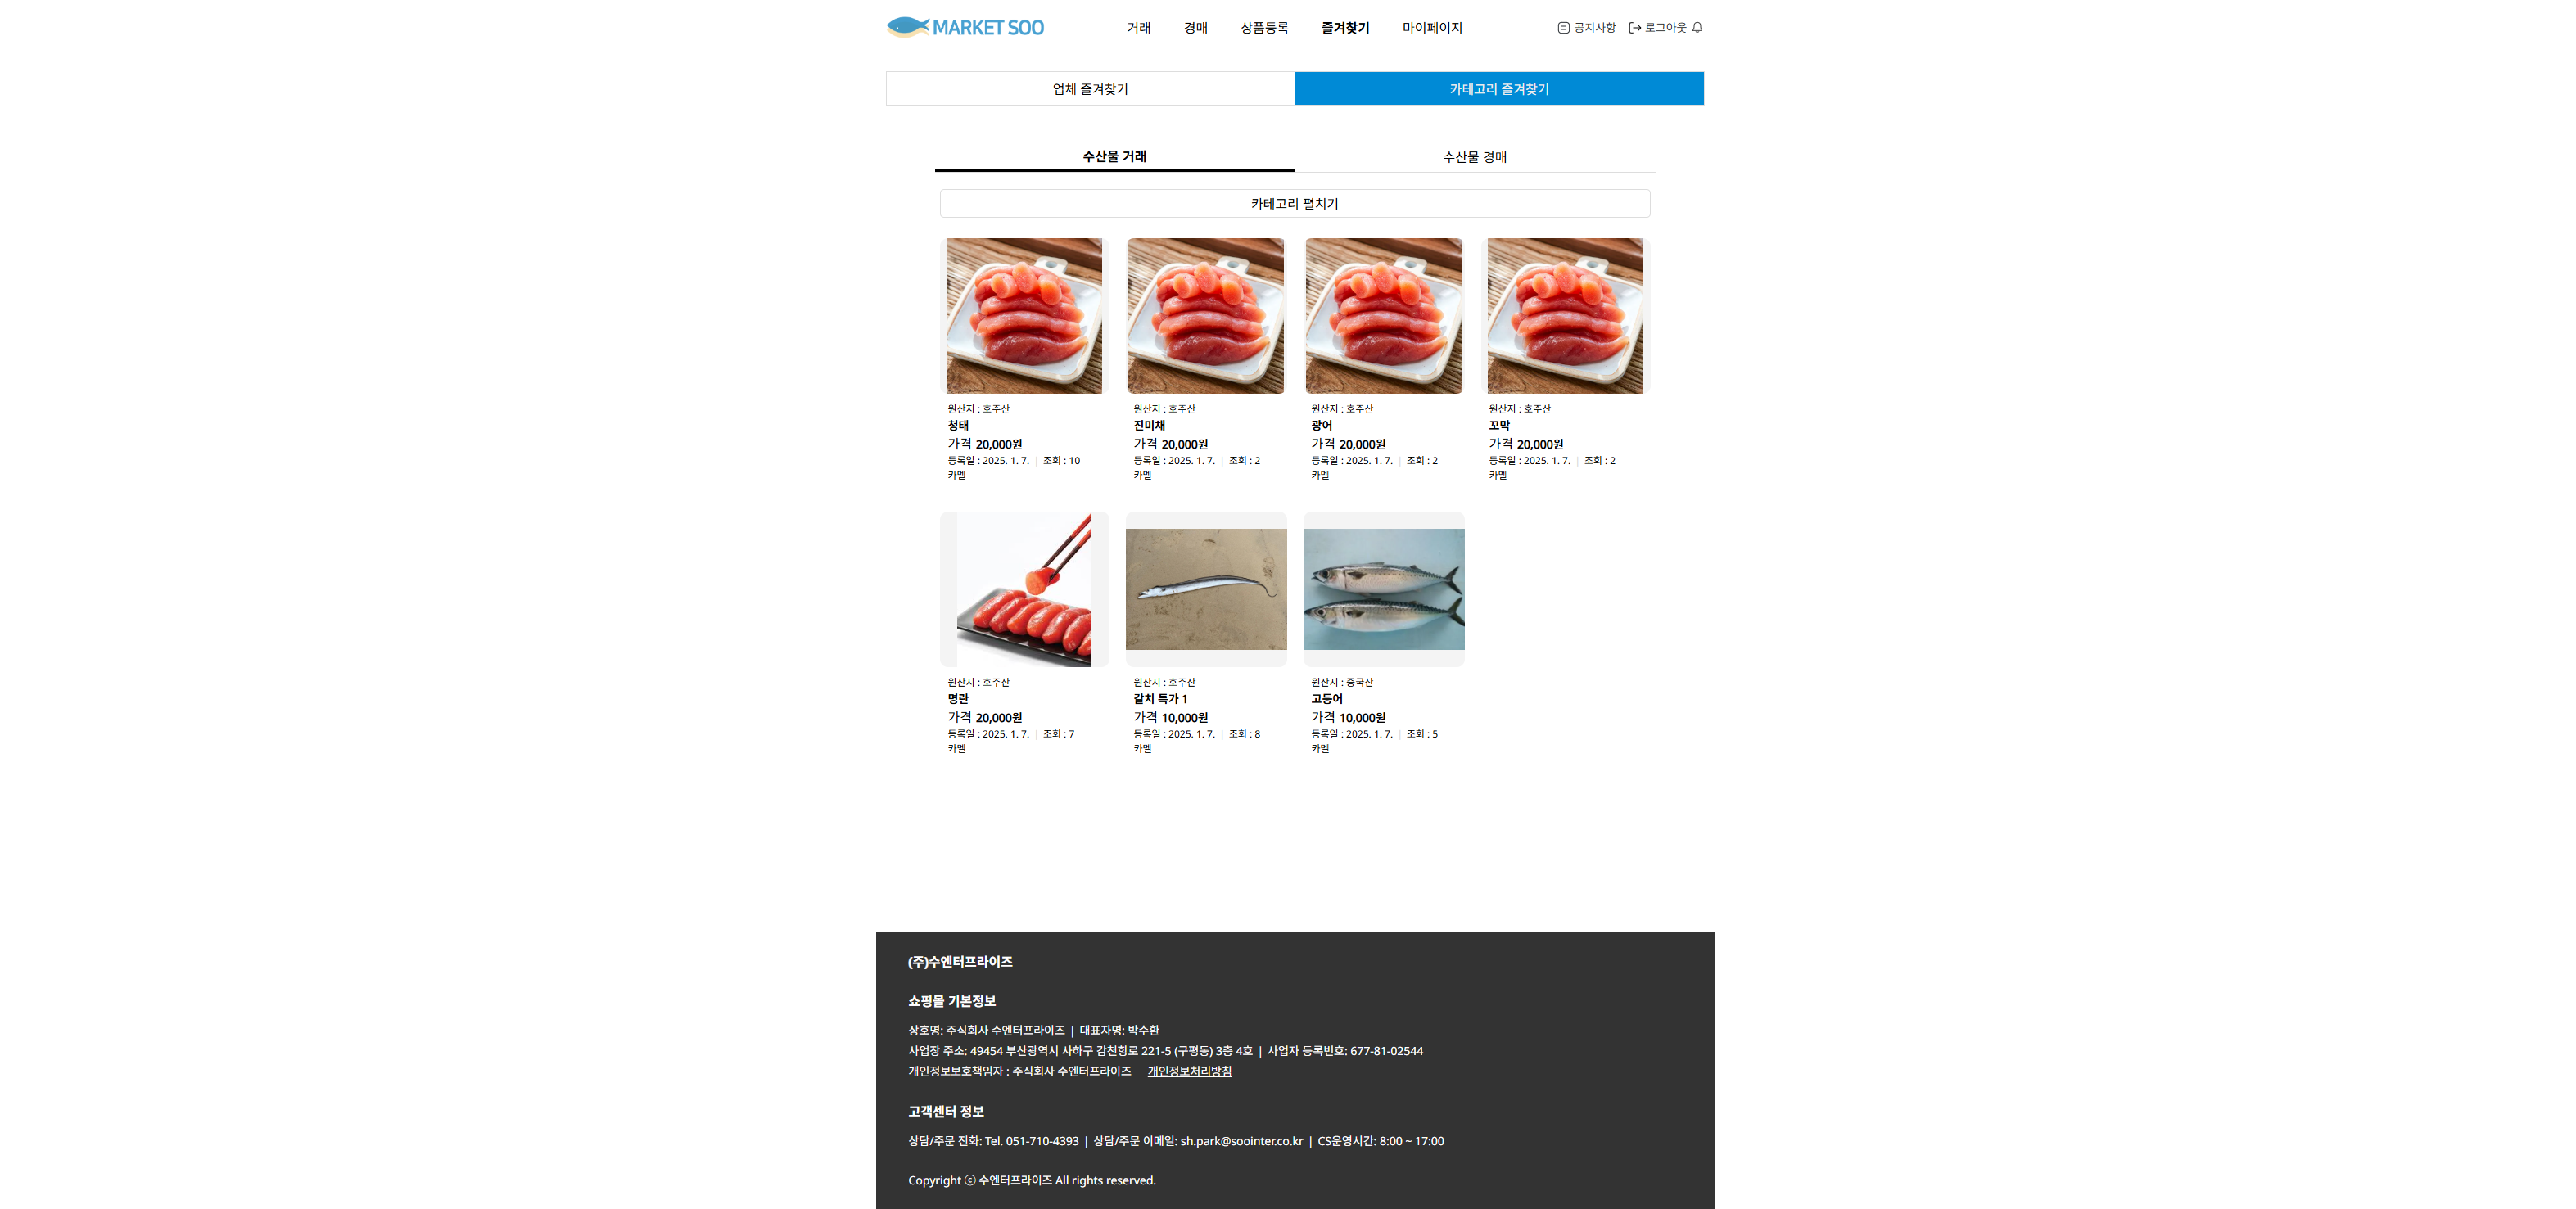 MARKET SOO
거래 경매 상품등록 즐겨찾기 마이페이지
공지사항 로그아웃
업체 즐겨찾기 카테고리 즐겨찾기
수산물 거래 수산물 경매
카테고리 펼치기
원산지 : 호주산
청태
가격 20,000원
등록일 : 2025. 1. 7. | 조회 : 10
카멜
원산지 : 호주산
진미채
가격 20,000원
등록일 : 2025. 1. 7. | 조회 : 2
카멜
원산지 : 호주산
광어
가격 20,000원
등록일 : 2025. 1. 7. | 조회 : 2
카멜
원산지 : 호주산
꼬막
가격 20,000원
등록일 : 2025. 1. 7. | 조회 : 2
카멜
원산지 : 호주산
명란
가격 20,000원
등록일 : 2025. 1. 7. | 조회 : 7
카멜
원산지 : 호주산
갈치 특가 1
가격 10,000원
등록일 : 2025. 1. 7. | 조회 : 8
카멜
원산지 : 중국산
고등어
가격 10,000원
등록일 : 2025. 1. 7. | 조회 : 5
카멜
(주)수엔터프라이즈
쇼핑몰 기본정보
상호명: 주식회사 수엔터프라이즈 | 대표자명: 박수환
사업장 주소: 49454 부산광역시 사하구 감천항로 221-5 (구평동) 3층 4호 | 사업자 등록번호: 677-81-02544
개인정보보호책임자 : 주식회사 수엔터프라이즈 개인정보처리방침
고객센터 정보
상담/주문 전화: Tel. 051-710-4393 | 상담/주문 이메일: sh.park@soointer.co.kr | CS운영시간: 8:00 ~ 17:00
Copyright ⓒ 수엔터프라이즈 All rights reserved.